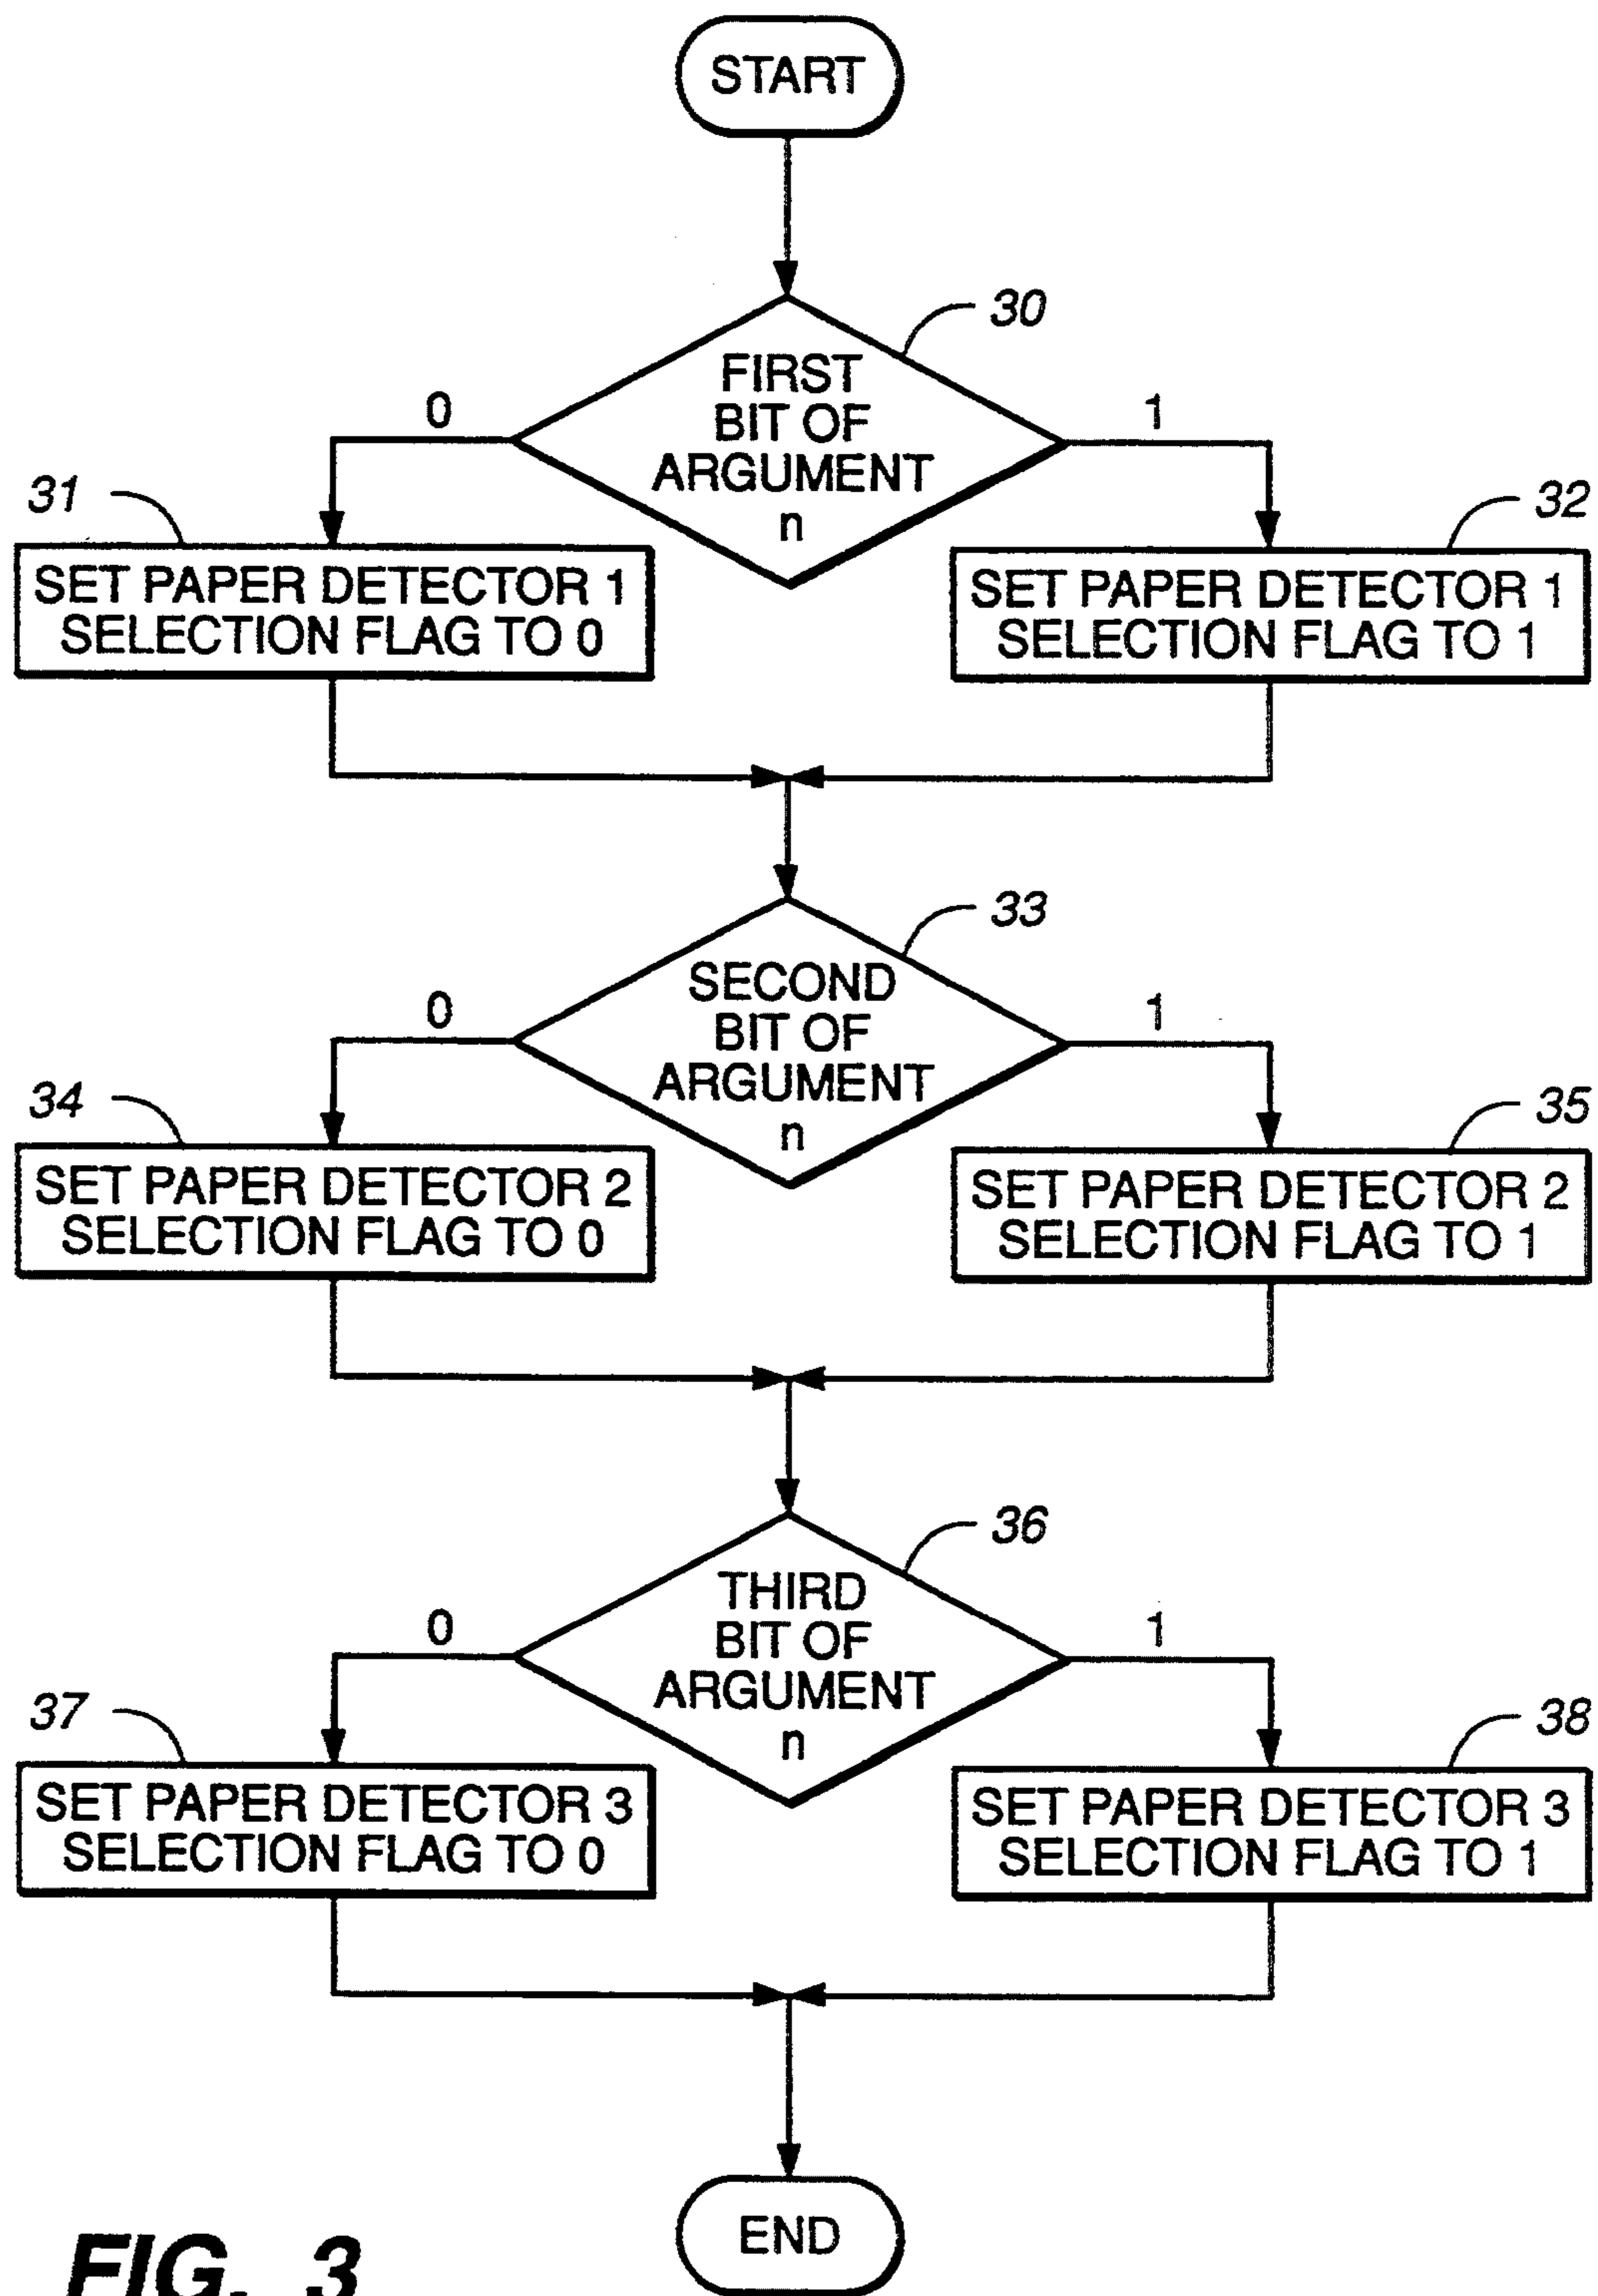 START
30
FIRST
BIT OF
ARGUMENT
n
0
1
31
32
SET PAPER DETECTOR 1
SELECTION FLAG TO 0
SET PAPER DETECTOR 1
SELECTION FLAG TO 1
33
SECOND
BIT OF
ARGUMENT
n
0
1
34
35
SET PAPER DETECTOR 2
SELECTION FLAG TO 0
SET PAPER DETECTOR 2
SELECTION FLAG TO 1
36
THIRD
BIT OF
ARGUMENT
n
0
1
37
38
SET PAPER DETECTOR 3
SELECTION FLAG TO 0
SET PAPER DETECTOR 3
SELECTION FLAG TO 1
END
FIG. 3